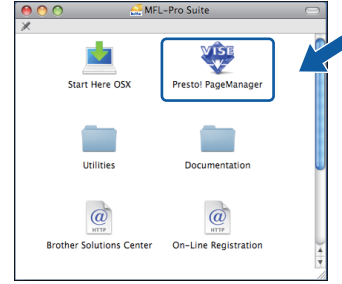 MFL-Pro Suite
VISE
Start Here OSX
Presto! PageManager
Utilities
Documentation
@
HTTP
@
HTTP
Brother Solutions Center
On-Line Registration